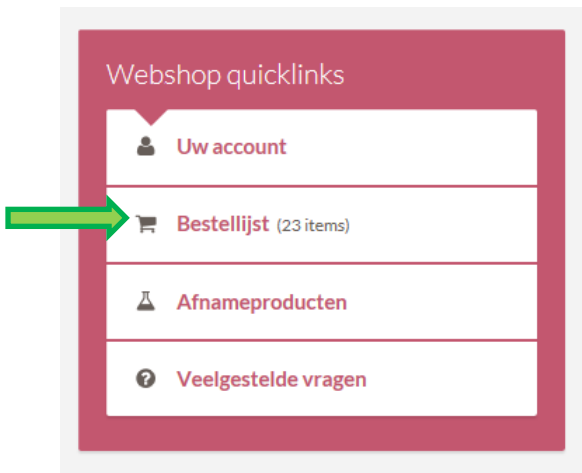 Webshop quicklinks
Uw account
Bestellijst (23 items)
Afnameproducten
Veelgestelde vragen